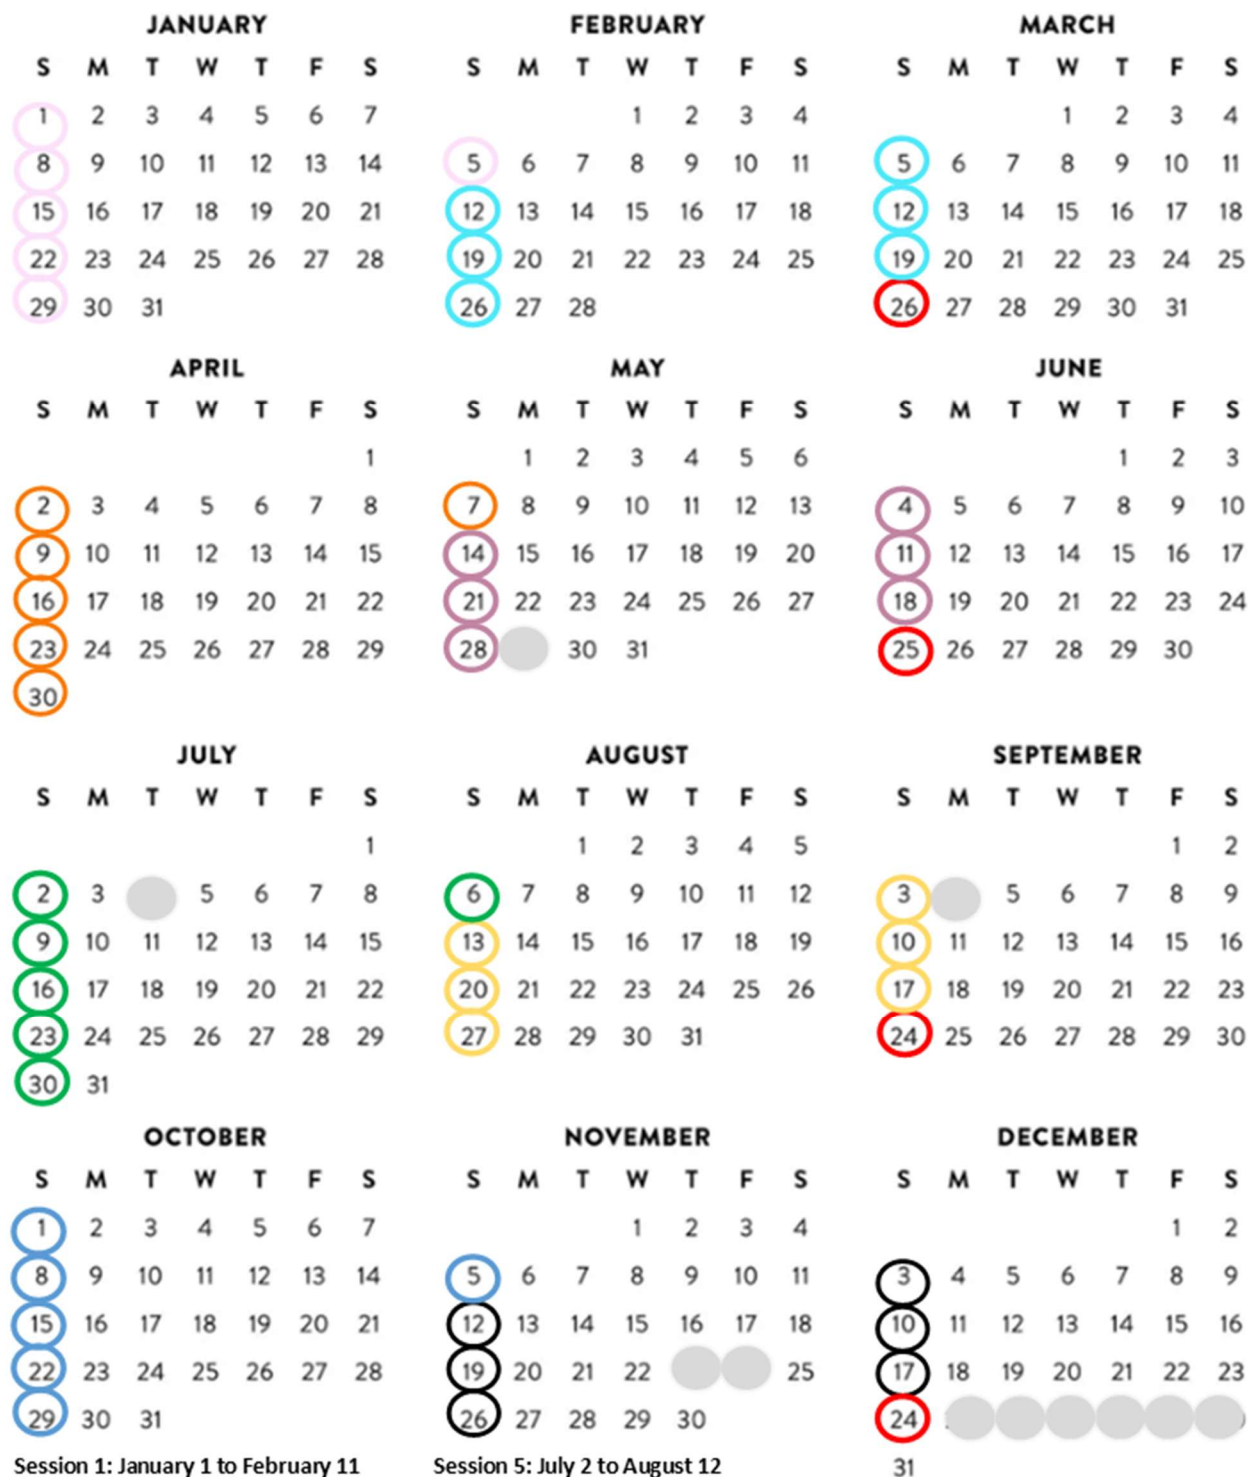 JANUARY FEBRUARY MARCH
S M T W T F S S M T W T F S S M T W T F S
1 2 3 4 5 6 7 1 2 3 4 1 2 3 4
8 9 10 11 12 13 14 5 6 7 8 9 10 11 5 6 7 8 9 10 11
15 16 17 18 19 20 21 12 13 14 15 16 17 18 12 13 14 15 16 17 18
22 23 24 25 26 27 28 19 20 21 22 23 24 25 19 20 21 22 23 24 25
29 30 31 26 27 28 26 27 28 29 30 31
APRIL MAY JUNE
S M T W T F S S M T W T F S S M T W T F S
1 1 2 3 4 5 6 1 2 3
2 3 4 5 6 7 8 7 8 9 10 11 12 13 4 5 6 7 8 9 10
9 10 11 12 13 14 15 14 15 16 17 18 19 20 11 12 13 14 15 16 17
16 17 18 19 20 21 22 21 22 23 24 25 26 27 18 19 20 21 22 23 24
23 24 25 26 27 28 29 28 30 31 25 26 27 28 29 30
30
JULY AUGUST SEPTEMBER
S M T W T F S S M T W T F S S M T W T F S
1 1 2 3 4 5 1 2
2 3 5 6 7 8 6 7 8 9 10 11 12 3 5 6 7 8 9
9 10 11 12 13 14 15 13 14 15 16 17 18 19 10 11 12 13 14 15 16
16 17 18 19 20 21 22 20 21 22 23 24 25 26 17 18 19 20 21 22 23
23 24 25 26 27 28 29 27 28 29 30 31 24 25 26 27 28 29 30
30 31
OCTOBER NOVEMBER DECEMBER
S M T W T F S S M T W T F S S M T W T F S
1 2 3 4 5 6 7 1 2 3 4 1 2
8 9 10 11 12 13 14 5 6 7 8 9 10 11 3 4 5 6 7 8 9
15 16 17 18 19 20 21 12 13 14 15 16 17 18 10 11 12 13 14 15 16
22 23 24 25 26 27 28 19 20 21 22 25 17 18 19 20 21 22 23
29 30 31 26 27 28 29 30 24
31
Session 1: January 1 to February 11 Session 5: July 2 to August 12